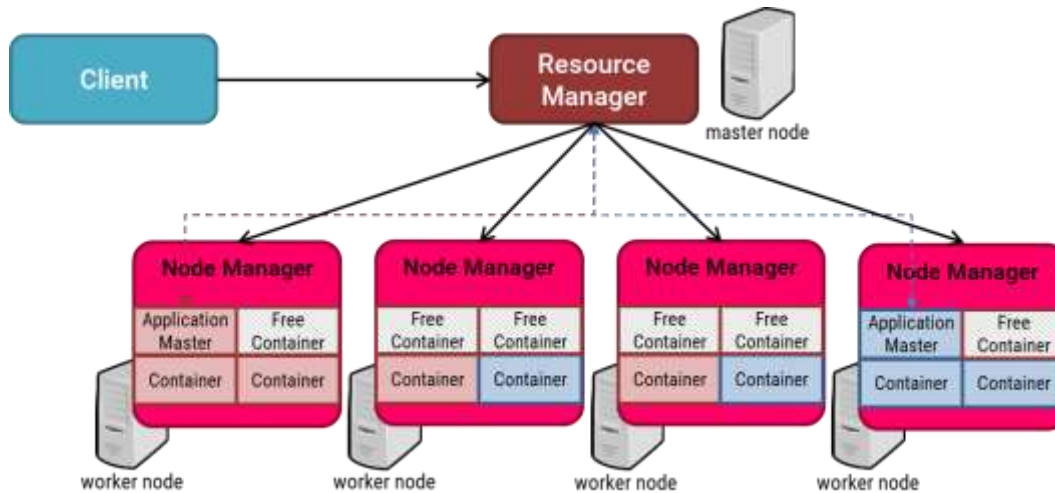 Client
Resource
Manager
master node
Node Manager
Application
Master
Free
Container
Container
Container
worker node
Node Manager
Free
Container
Free
Container
Container
Container
worker node
Node Manager
Free
Container
Free
Container
Container
Container
worker node
Node Manager
Application
Master
Free
Container
Container
Container
worker node